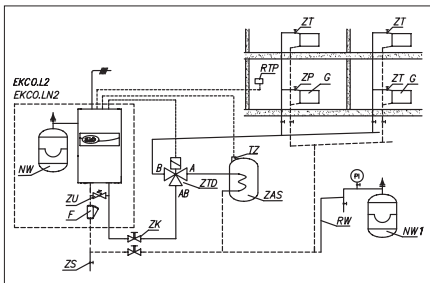 ZT ZT
RTP
EKCO.L2
EKCO.LN2
ZP G ZT G
NW
B A TZ
ZTD
ZU AB ZAS
PI
F
ZK
RW NW1
ZS